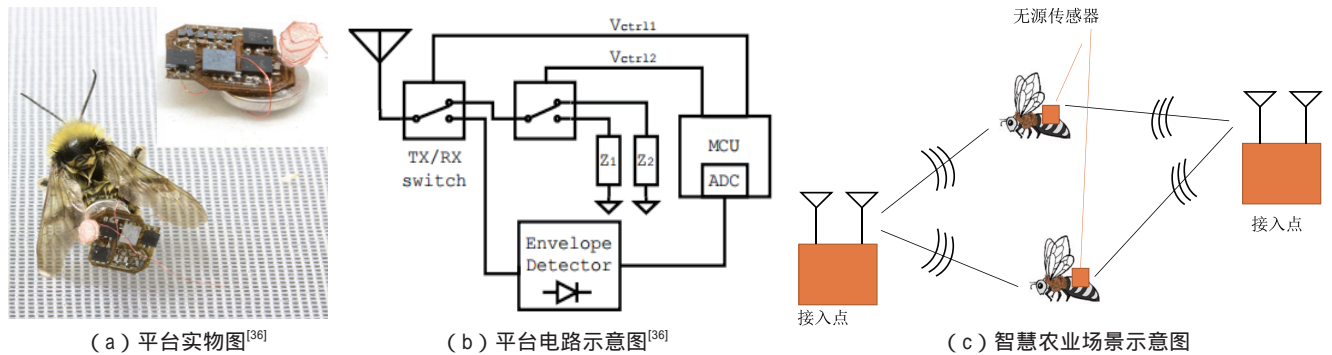 Vctrl1
Vctrl2
TX/RX
switch
Z1
Z2
MCU
ADC
Envelope
Detector
无源传感器
接入点
接入点
（a）平台实物图[36]
（b）平台电路示意图[36]
（c）智慧农业场景示意图